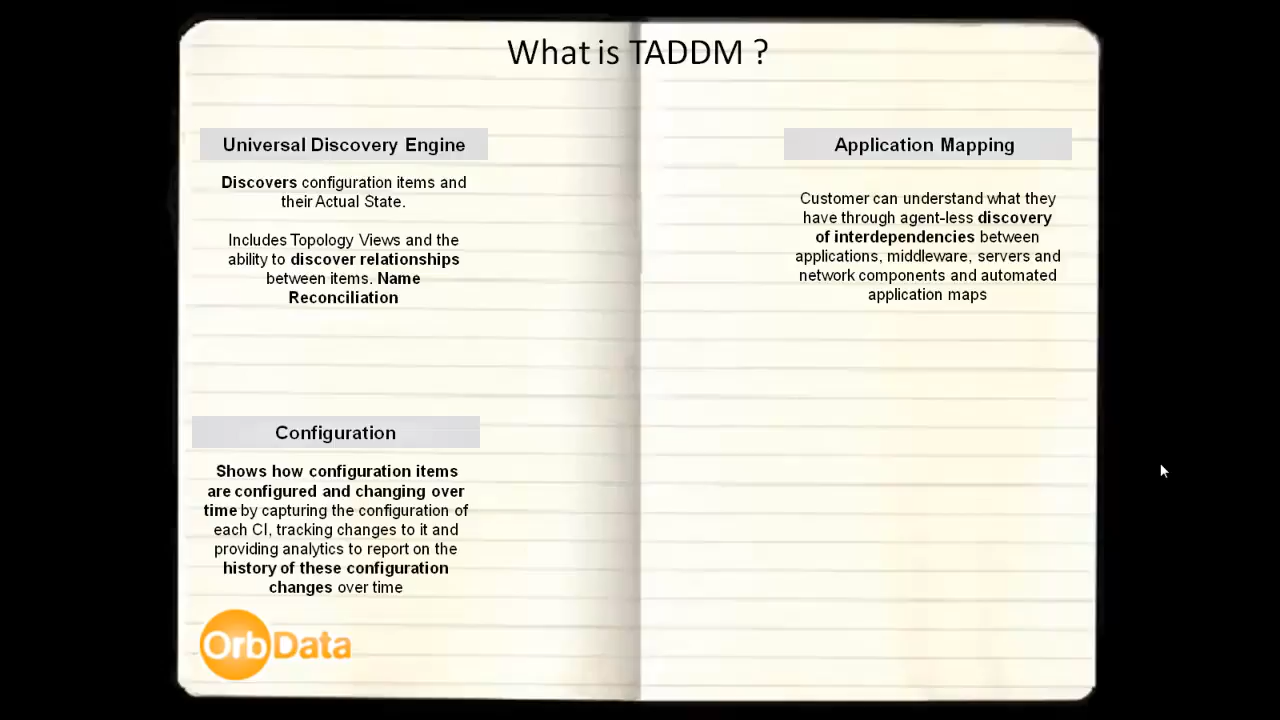 What is TADDM ?
Universal Discovery Engine
Discovers configuration items and
their Actual State.
Includes Topology Views and the
ability to discover relationships
between items. Name
Reconciliation
Application Mapping
Customer can understand what they
have through agent-less discovery
of interdependencies between
applications, middleware, servers and
network components and automated
application maps
Configuration
Shows how configuration items
are configured and changing over
time by capturing the configuration of
each CI, tracking changes to it and
providing analytics to report on the
history of these configuration
changes over time
OrbData